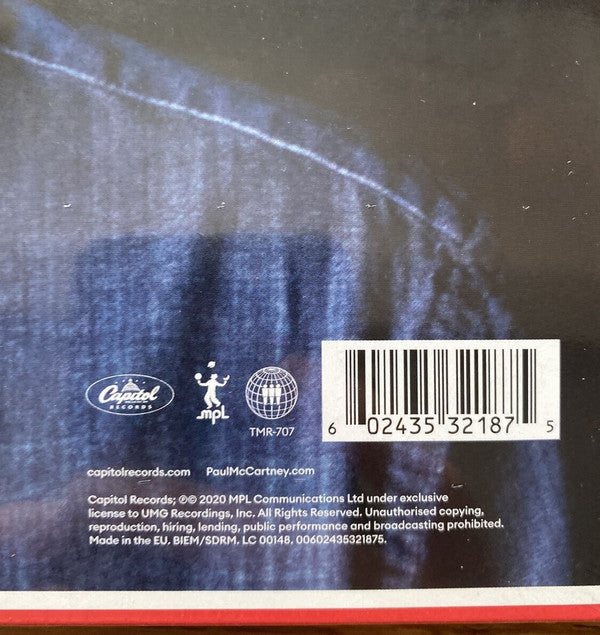 Capitol
RECORDS
mpL
TMR-707
6 02435 32187 5
capitolrecords.com PaulMcCartney.com
Capitol Records; ℗© 2020 MPL Communications Ltd under exclusive
license to UMG Recordings, Inc. All Rights Reserved. Unauthorised copying,
reproduction, hiring, lending, public performance and broadcasting prohibited.
Made in the EU. BIEM/SDRM. LC 00148. 00602435321875.